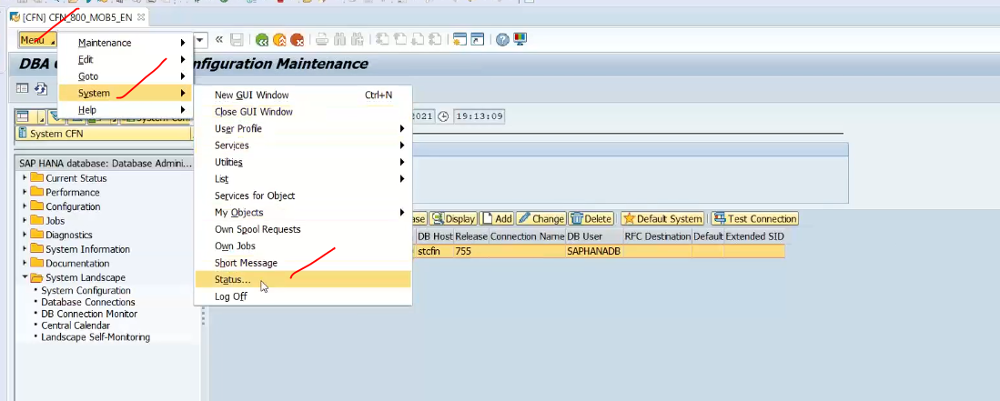 [CFN] CFN_800_MOB5_EN
Menu
Maintenance
Edit
Goto
System
Help
DBA C
nfiguration Maintenance
New GUI Window Ctrl+N
Close GUI Window
User Profile
Services
Utilities
List
Services for Object
My Objects
Own Spool Requests
Own Jobs
Short Message
Status...
Log Off
2021 19:13:09
System CFN
SAP HANA database: Database Admini...
Current Status
Performance
Configuration
Jobs
Diagnostics
System Information
Documentation
System Landscape
System Configuration
Database Connections
DB Connection Monitor
Central Calendar
Landscape Self-Monitoring
ase Display Add Change Delete Default System Test Connection
DB Host Release Connection Name DB User RFC Destination Default Extended SID
stcfin 755 SAPHANADB